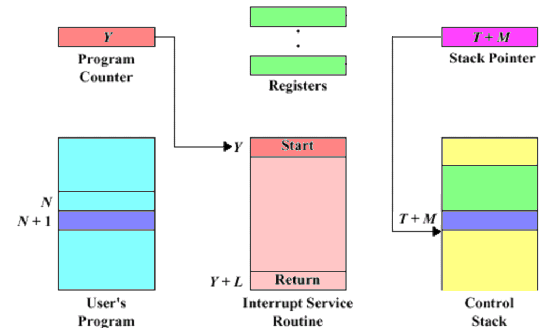 Y
Program
Counter
Registers
T + M
Stack Pointer
Y
Start
N
N + 1
T + M
Y + L
Return
User's
Program
Interrupt Service
Routine
Control
Stack